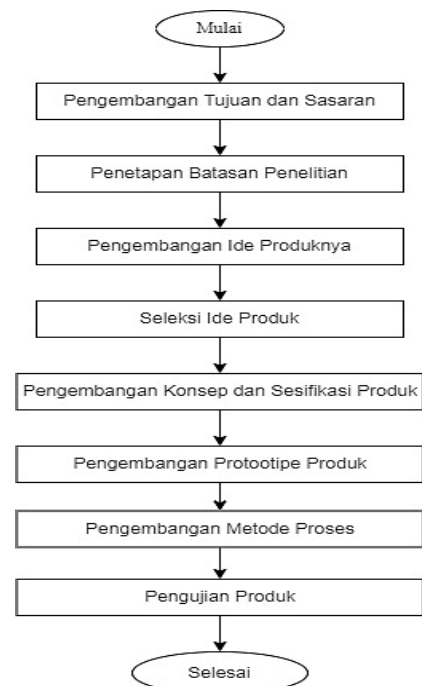 Mulai
Pengembangan Tujuan dan Sasaran
Penetapan Batasan Penelitian
Pengembangan Ide Produknya
Seleksi Ide Produk
Pengembangan Konsep dan Sesifikasi Produk
Pengembangan Protootipe Produk
Pengembangan Metode Proses
Pengujian Produk
Selesai